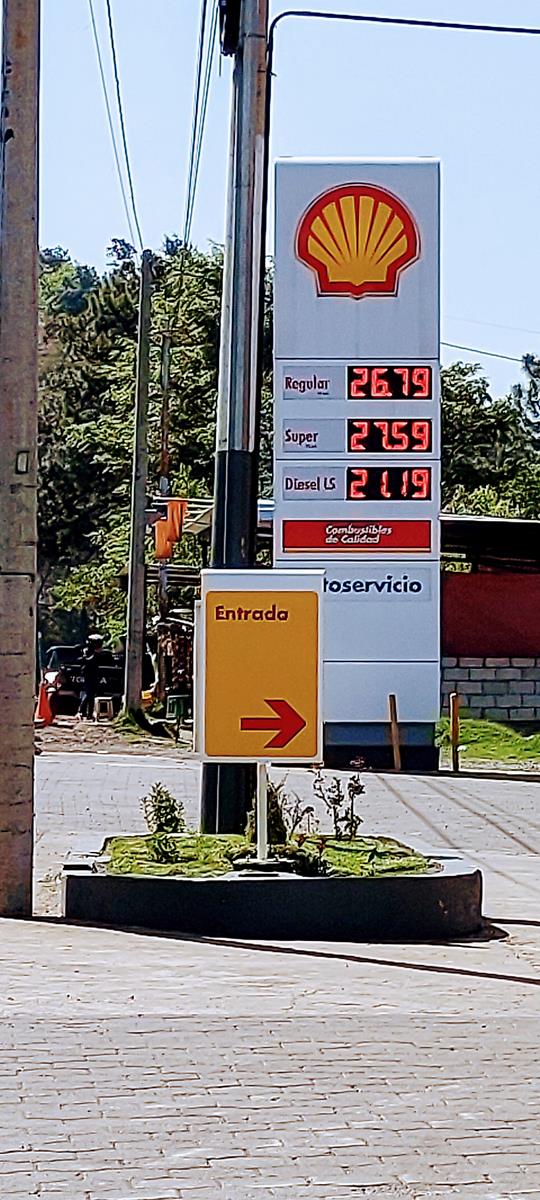 Regular 26.79
Super 27.59
Diesel LS 21.19
Combustibles
de Calidad
toservicio
Entrada